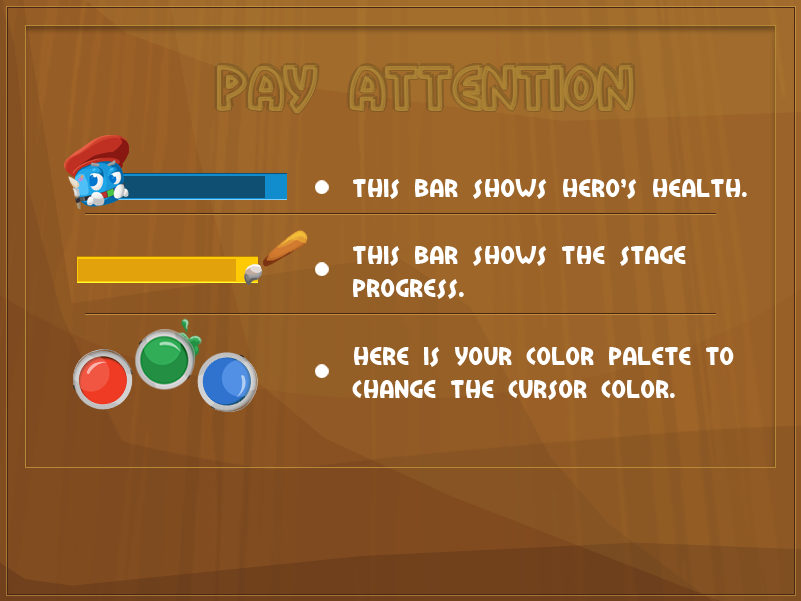 PAY ATTENTION
THIS BAR SHOWS HERO'S HEALTH.
THIS BAR SHOWS THE STAGE
PROGRESS.
HERE IS YOUR COLOR PALETE TO
CHANGE THE CURSOR COLOR.